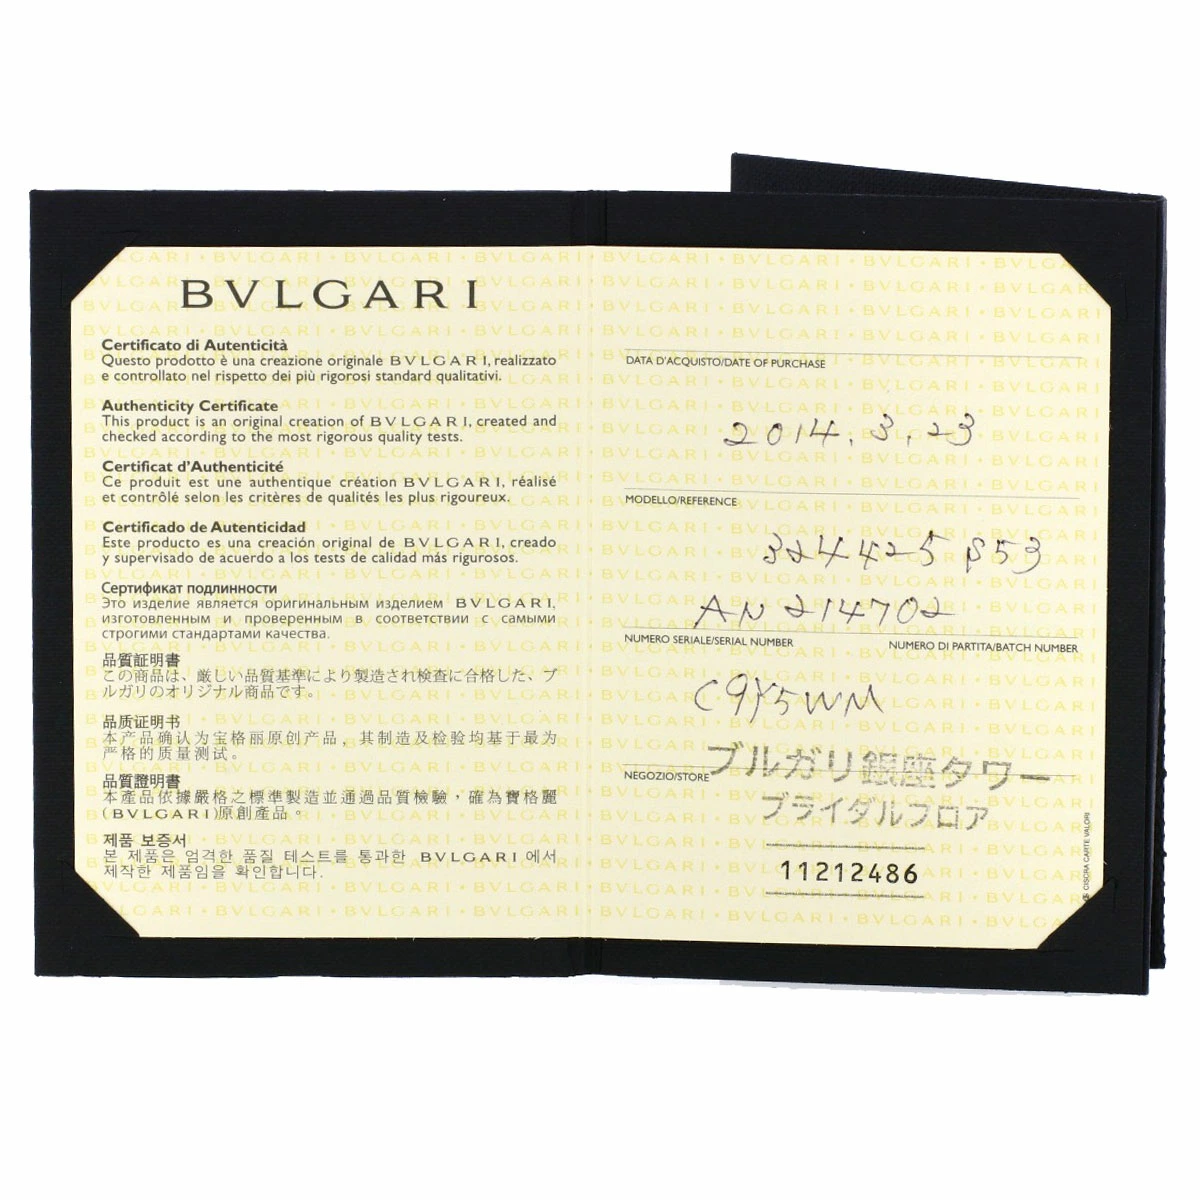 BVLGARI
Certificato di Autenticità
Questo prodotto è una creazione originale BVLGARI, realizzato
e controllato nel rispetto dei più rigorosi standard qualitativi.
Authenticity Certificate
This product is an original creation of BVLGARI, created and
checked according to the most rigorous quality tests.
Certificat d'Authenticité
Ce produit est une authentique création BVLGARI, réalisé
et contrôlé selon les critères de qualités les plus rigoureux.
Certificado de Autenticidad
Este producto es una creación original de BVLGARI, creado
y supervisado de acuerdo a los tests de calidad más rigurosos.
Сертификат подлинности
Это изделие является оригинальным изделием BVLGARI,
изготовленным и проверенным в соответствии с самыми
строгими стандартами качества.
品質証明書
この商品は、厳しい品質基準により製造され検査に合格した、ブ
ルガリのオリジナル商品です。
品质证明书
本产品确认为宝格丽原创产品，其制造及检验均基于最为
严格的质量测试。
品質證明書
本產品依據嚴格之標準製造並通過品質檢驗，確為寶格麗
(BVLGARI)原創產品。
제품 보증서
본 제품은 엄격한 품질 테스트를 통과한 BVLGARI 에서
제작한 제품임을 확인합니다.
DATA D'ACQUISTO/DATE OF PURCHASE
2014.3.23
MODELLO/REFERENCE
324425 S53
AN 214702
NUMERO SERIALE/SERIAL NUMBER NUMERO DI PARTITA/BATCH NUMBER
C9Y5WM
NEGOZIO/STORE ブルガリ銀座タワー
ブライダルフロア
11212486
CISCRA CARTE VALORI